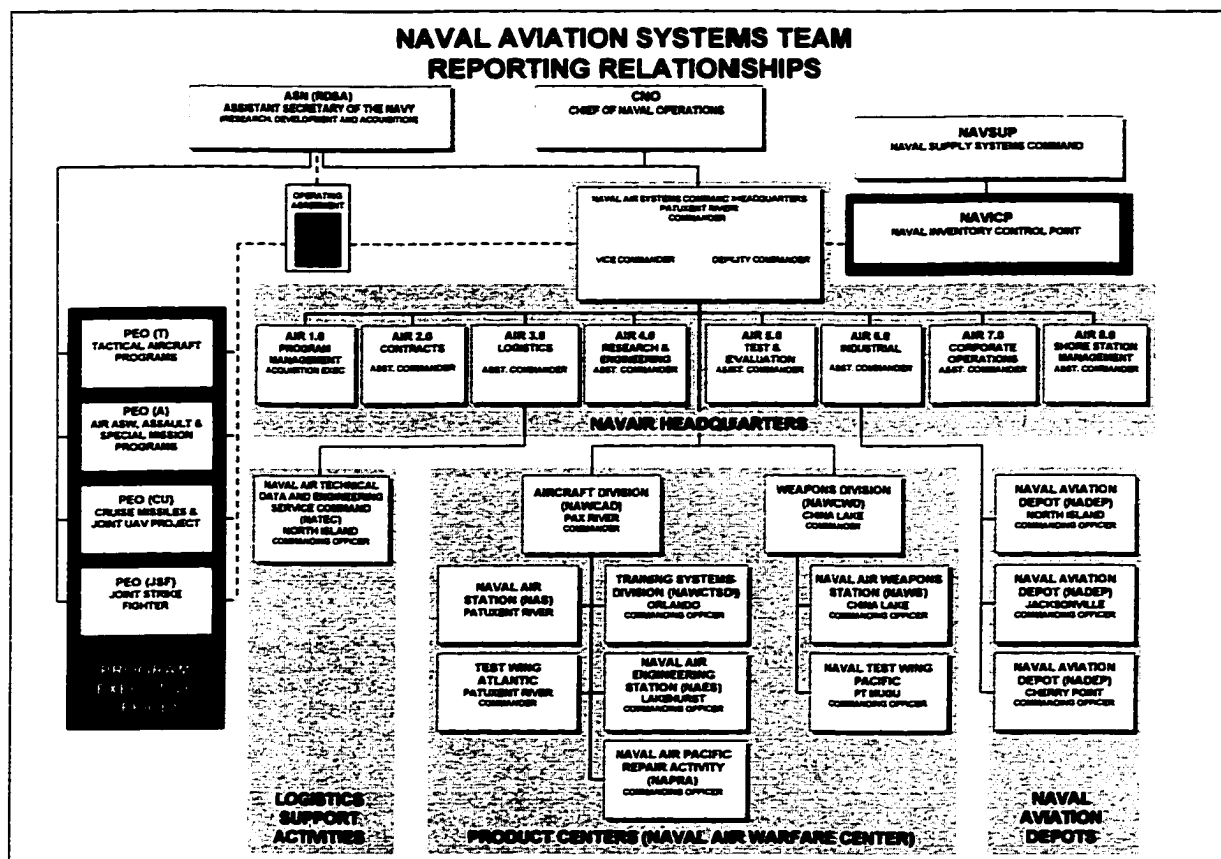 NAVAL AVIATION SYSTEMS TEAM
REPORTING RELATIONSHIPS
ASN (RD&A)
ASSISTANT SECRETARY OF THE NAVY
(RESEARCH, DEVELOPMENT AND ACQUISITION)
CNO
CHIEF OF NAVAL OPERATIONS
NAVSUP
NAVAL SUPPLY SYSTEMS COMMAND
OPERATING
AGREEMENT
NAVAL AIR SYSTEMS COMMAND HEADQUARTERS
PATUXENT RIVER
COMMANDER
VICE COMMANDER
DEPUTY COMMANDER
NAVICP
NAVAL INVENTORY CONTROL POINT
PEO (T)
TACTICAL AIRCRAFT
PROGRAMS
PEO (A)
AIR ASW, ASSAULT &
SPECIAL MISSION
PROGRAMS
PEO (CU)
CRUISE MISSILES &
JOINT UAV PROJECT
PEO (JSF)
JOINT STRIKE
FIGHTER
PROGRAM
EXECUTIVE
AIR 1.0
PROGRAM
MANAGEMENT
ACQUISITION EXEC
AIR 2.0
CONTRACTS
ASST. COMMANDER
AIR 3.0
LOGISTICS
ASST. COMMANDER
AIR 4.0
RESEARCH &
ENGINEERING
ASST. COMMANDER
AIR 5.0
TEST &
EVALUATION
ASST. COMMANDER
AIR 6.0
INDUSTRIAL
ASST. COMMANDER
AIR 7.0
CORPORATE
OPERATIONS
ASST. COMMANDER
AIR 8.0
SHORE STATION
MANAGEMENT
ASST. COMMANDER
NAVAIR HEADQUARTERS
NAVAL AIR TECHNICAL
DATA AND ENGINEERING
SERVICE COMMAND
(NATEC)
NORTH ISLAND
COMMANDING OFFICER
LOGISTICS
SUPPORT
ACTIVITIES
AIRCRAFT DIVISION
(NAWCAD)
PAX RIVER
COMMANDER
WEAPONS DIVISION
(NAWCWD)
CHINA LAKE
COMMANDER
NAVAL AIR
STATION (NAS)
PATUXENT RIVER
TRAINING SYSTEMS
DIVISION (NAWCTSD)
ORLANDO
COMMANDING OFFICER
NAVAL AIR WEAPONS
STATION (NAWS)
CHINA LAKE
COMMANDING OFFICER
TEST WING
ATLANTIC
PATUXENT RIVER
COMMANDER
NAVAL AIR
ENGINEERING
STATION (NAES)
LAKEHURST
COMMANDING OFFICER
NAVAL TEST WING
PACIFIC
PT MUGU
COMMANDING OFFICER
NAVAL AIR PACIFIC
REPAIR ACTIVITY
(NAPRA)
COMMANDING OFFICER
PRODUCT CENTERS (NAVAL AIR WARFARE CENTER)
NAVAL AVIATION
DEPOT (NADEP)
NORTH ISLAND
COMMANDING OFFICER
NAVAL AVIATION
DEPOT (NADEP)
JACKSONVILLE
COMMANDING OFFICER
NAVAL AVIATION
DEPOT (NADEP)
CHERRY POINT
COMMANDING OFFICER
NAVAL
AVIATION
DEPOTS